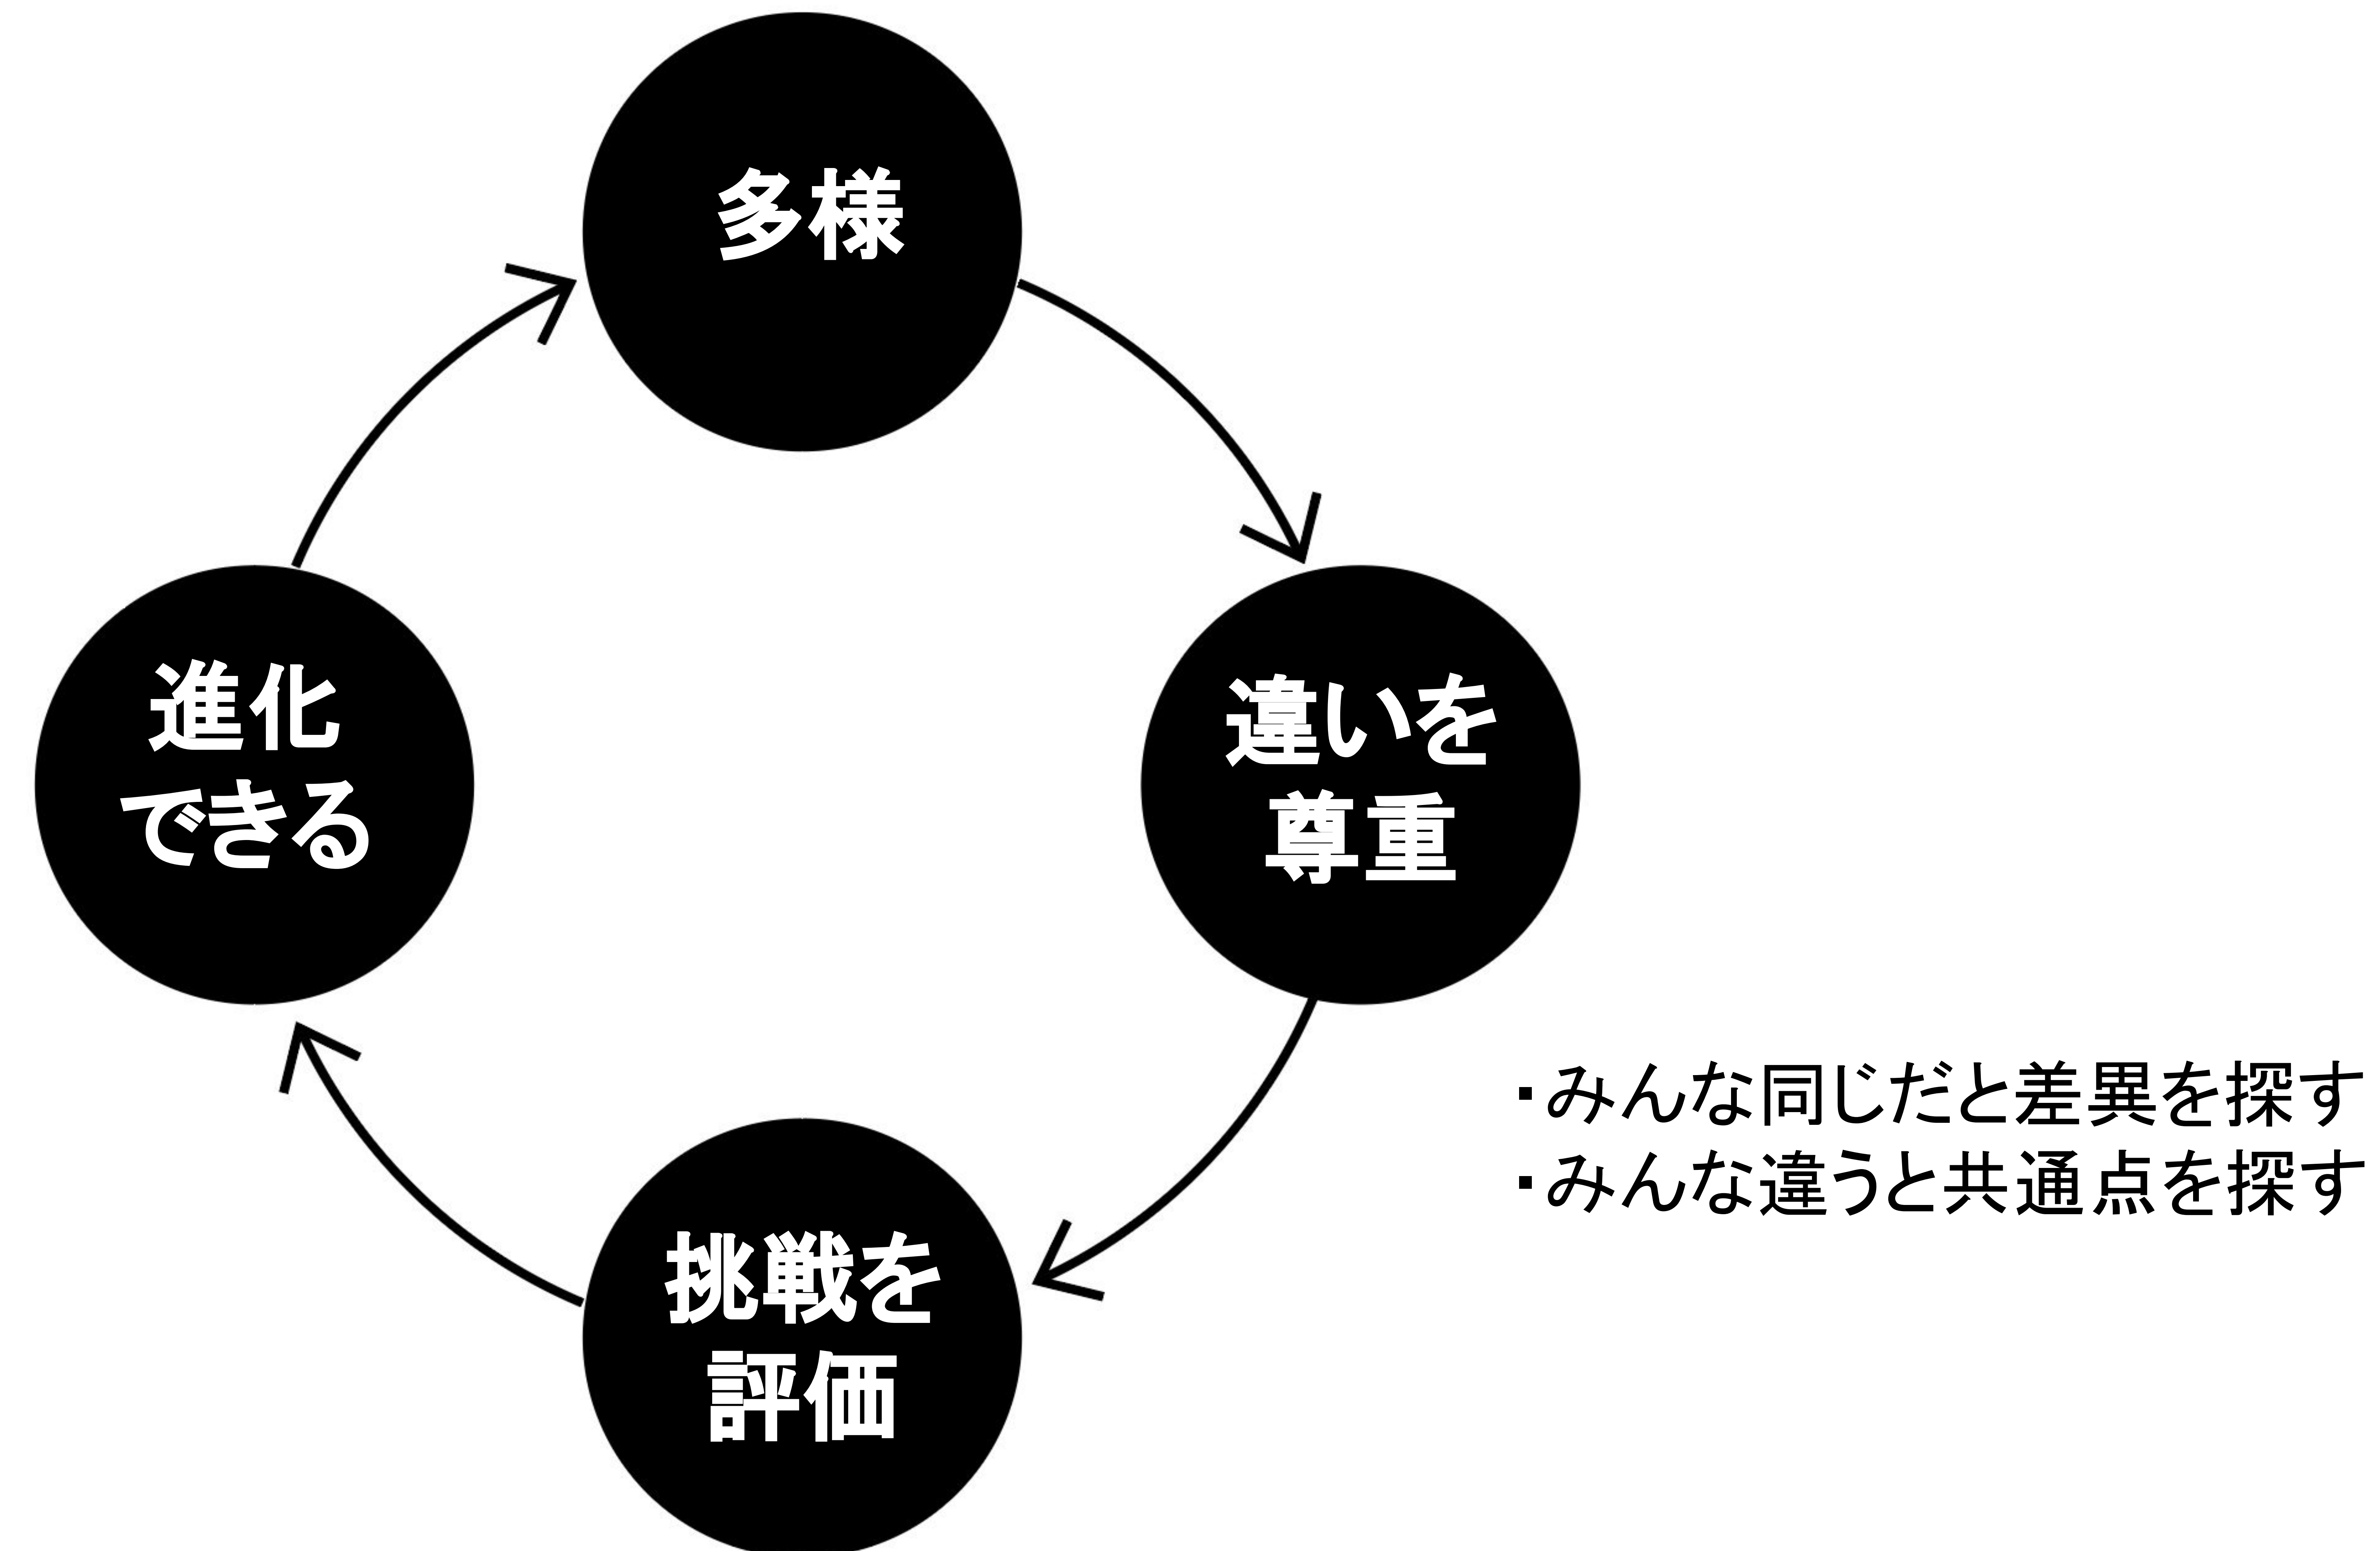 多様
進化
できる
違いを
尊重
・みんな同じだと差異を探す
・みんな違うと共通点を探す
挑戦を
評価